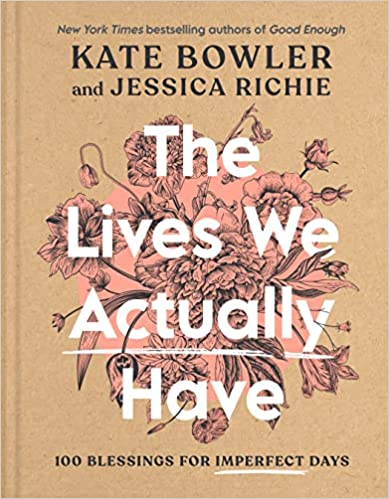 New York Times bestselling authors of Good Enough
KATE BOWLER
and JESSICA RICHIE
The
Lives We
Actually
Have
100 BLESSINGS FOR IMPERFECT DAYS